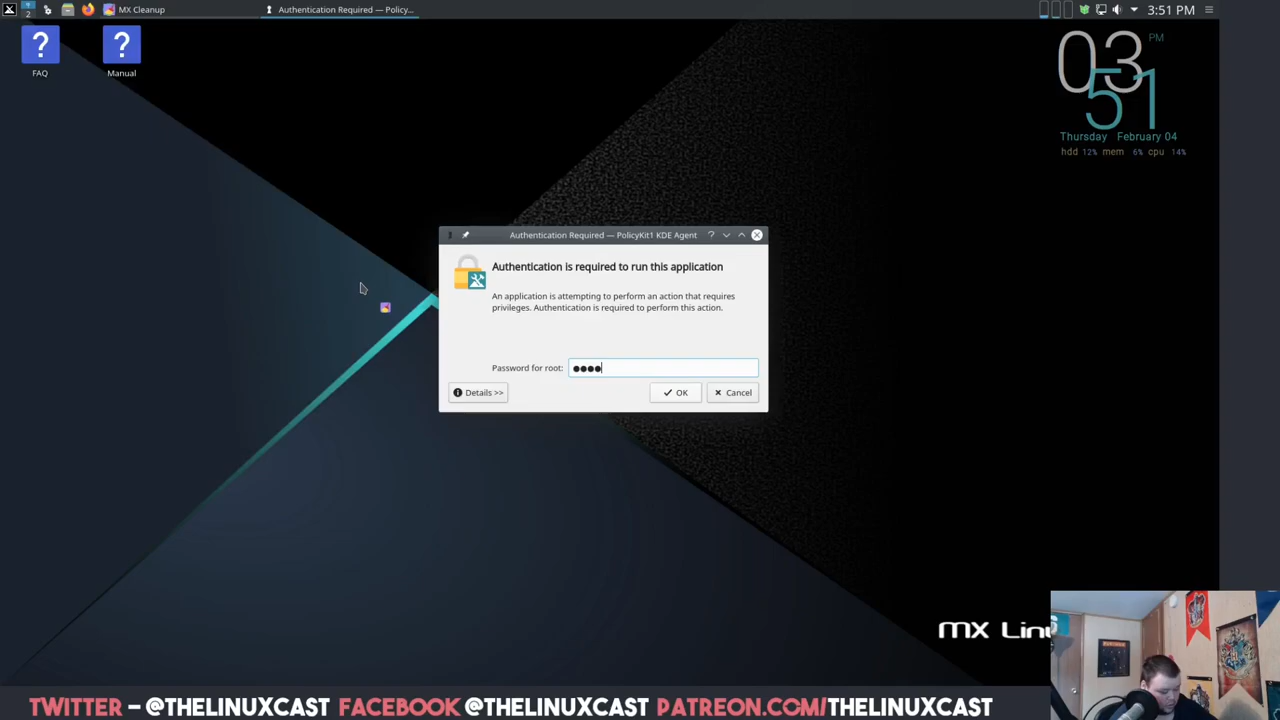 2
MX Cleanup
Authentication Required — Policy...
3:51 PM
FAQ
Manual
03
PM
51
Thursday February 04
hdd 12% mem 6% cpu 14%
Authentication Required — PolicyKit1 KDE Agent
Authentication is required to run this application
An application is attempting to perform an action that requires
privileges. Authentication is required to perform this action.
Password for root: ●●●●
Details >>
OK
Cancel
MX Linu
TWITTER – @THELINUXCAST FACEBOOK @THELINUXCAST PATREON.COM/THELINUXCAST